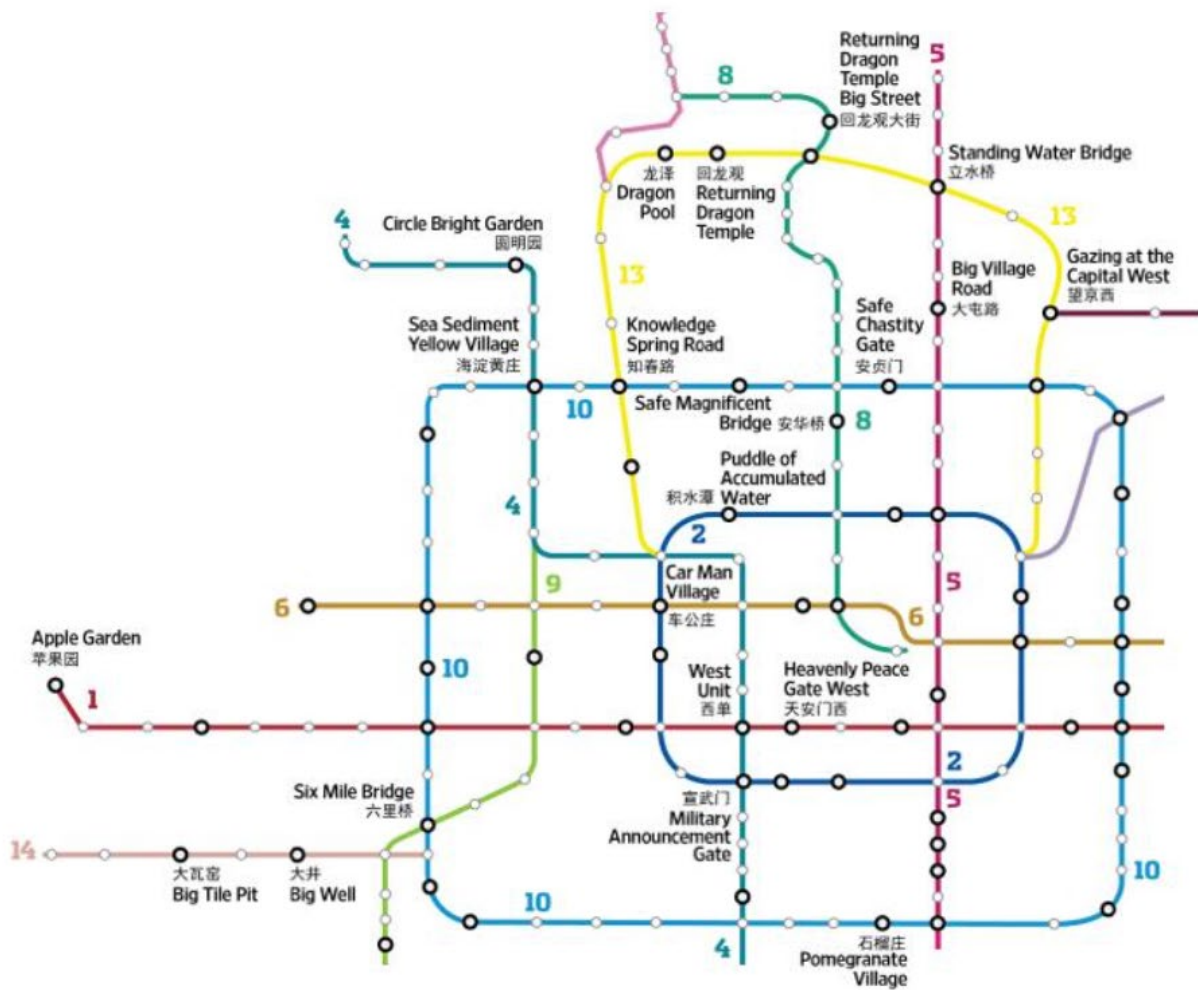 8
Returning
Dragon
Temple
Big Street
回龙观大街
5
Standing Water Bridge
立水桥
龙泽
Dragon
Pool
回龙观
Returning
Dragon
Temple
4
Circle Bright Garden
圆明园
13
13
Gazing at the
Capital West
望京西
Big Village
Road
大屯路
Sea Sediment
Yellow Village
海淀黄庄
Knowledge
Spring Road
知春路
Safe
Chastity
Gate
安贞门
10
Safe Magnificent
Bridge 安华桥
8
Puddle of
Accumulated
积水潭 Water
4
2
9
Car Man
Village
车公庄
5
6
6
Apple Garden
苹果园
1
10
West
Unit
西单
Heavenly Peace
Gate West
天安门西
2
5
Six Mile Bridge
六里桥
宣武门
Military
Announcement
Gate
14
大瓦窑
Big Tile Pit
大井
Big Well
10
10
4
石榴庄
Pomegranate
Village